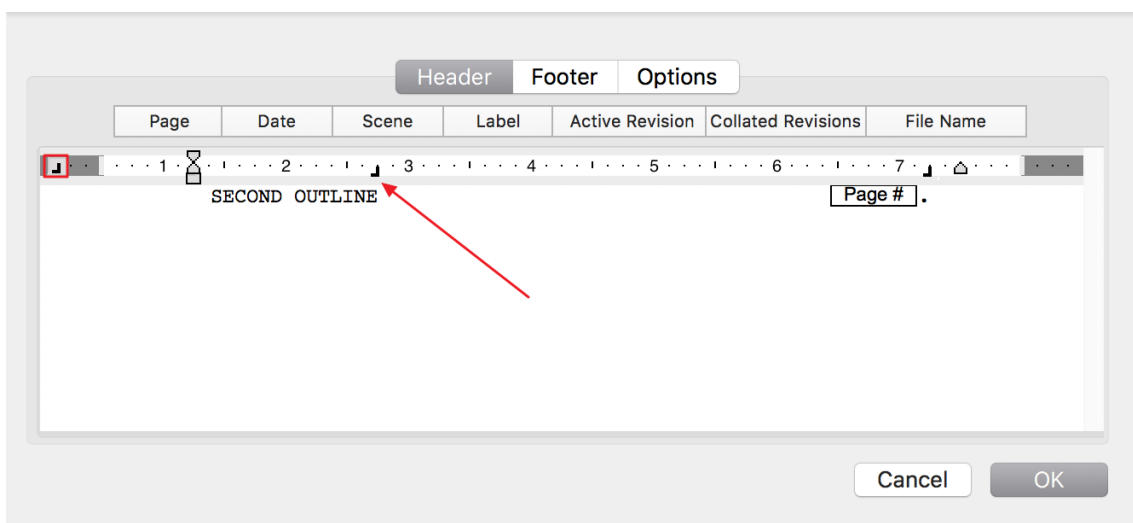 Header Footer Options
Page Date Scene Label Active Revision Collated Revisions File Name
1 2 3 4 5 6 7
SECOND OUTLINE Page # .
Cancel OK